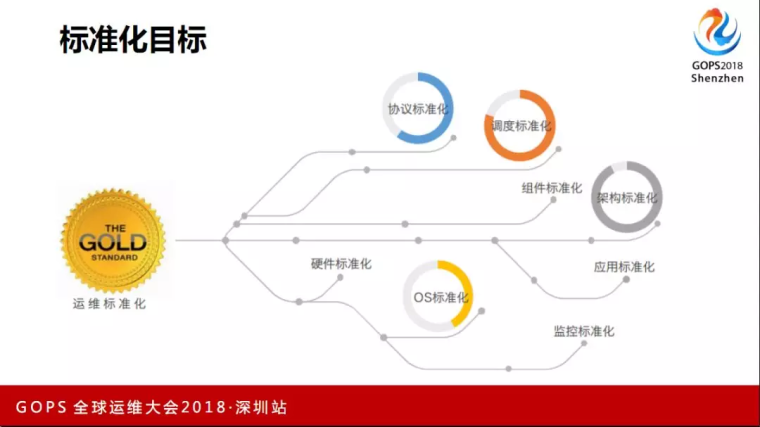 标准化目标
GOPS2018
Shenzhen
协议标准化
调度标准化
组件标准化
架构标准化
THE
GOLD
STANDARD
运维标准化
硬件标准化
OS标准化
应用标准化
监控标准化
GOPS 全球运维大会2018·深圳站